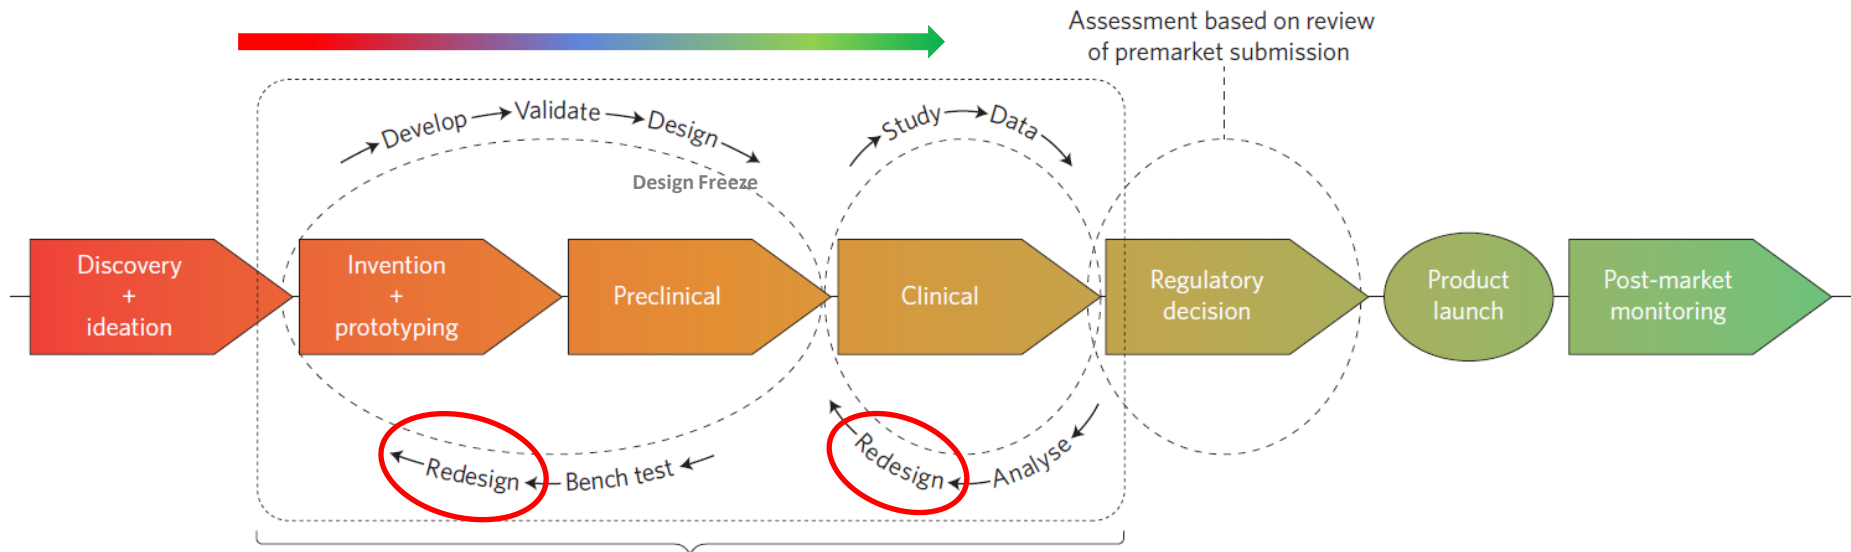 Assessment based on review
of premarket submission
Develop
Validate
Design
Study
Data
Design Freeze
Discovery
+
ideation
Invention
+
prototyping
Preclinical
Clinical
Regulatory
decision
Product
launch
Post-market
monitoring
Redesign
Bench test
Redesign
Analyse